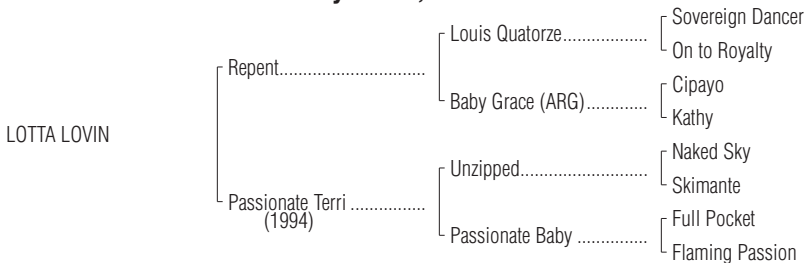 Sovereign Dancer
Louis Quatorze..................
On to Royalty
Repent...............................
Cipayo
Baby Grace (ARG).............
Kathy
LOTTA LOVIN
Naked Sky
Unzipped...........................
Skimante
Passionate Terri ................
(1994)
Full Pocket
Passionate Baby ...............
Flaming Passion